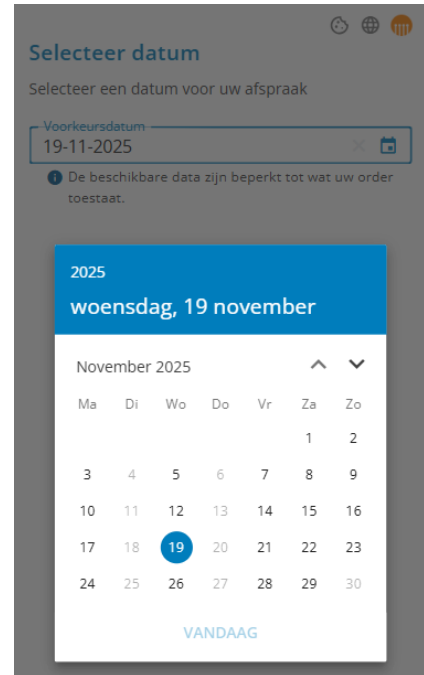 Selecteer datum
Selecteer een datum voor uw afspraak
Voorkeursdatum
19-11-2025
De beschikbare data zijn beperkt tot wat uw order
toestaat.
2025
woensdag, 19 november
November 2025
Ma Di Wo Do Vr Za Zo
1 2
3 4 5 6 7 8 9
10 11 12 13 14 15 16
17 18 19 20 21 22 23
24 25 26 27 28 29 30
VANDAAG